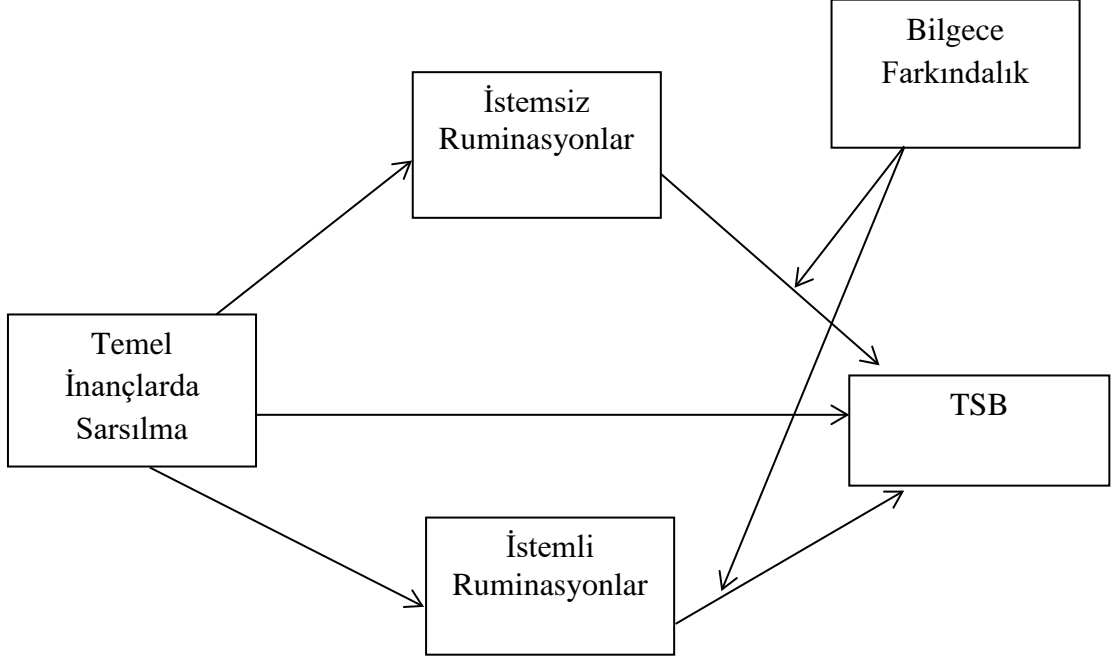 Bilgece
Farkındalık
İstemsiz
Ruminasyonlar
Temel
İnançlarda
Sarsılma
TSB
İstemli
Ruminasyonlar